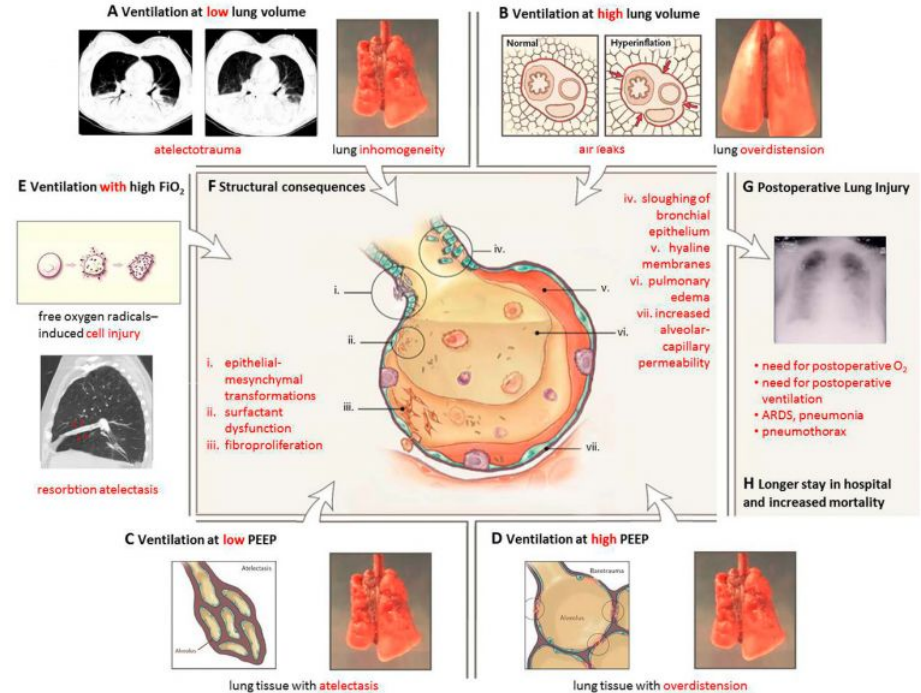 A Ventilation at low lung volume
atelectotrauma
lung inhomogeneity
B Ventilation at high lung volume
Normal
Hyperinflation
air leaks
lung overdistension
E Ventilation with high FiO2
free oxygen radicals–
induced cell injury
resorbtion atelectasis
F Structural consequences
i.
ii.
iii.
iv.
v.
vi.
vii.
i. epithelial-
mesynchymal
transformations
ii. surfactant
dysfunction
iii. fibroproliferation
iv. sloughing of
bronchial
epithelium
v. hyaline
membranes
vi. pulmonary
edema
vii. increased
alveolar-
capillary
permeability
G Postoperative Lung Injury
• need for postoperative O2
• need for postoperative
ventilation
• ARDS, pneumonia
• pneumothorax
H Longer stay in hospital
and increased mortality
C Ventilation at low PEEP
Atelectasis
Alveolus
lung tissue with atelectasis
D Ventilation at high PEEP
Barotrauma
Alveolus
lung tissue with overdistension